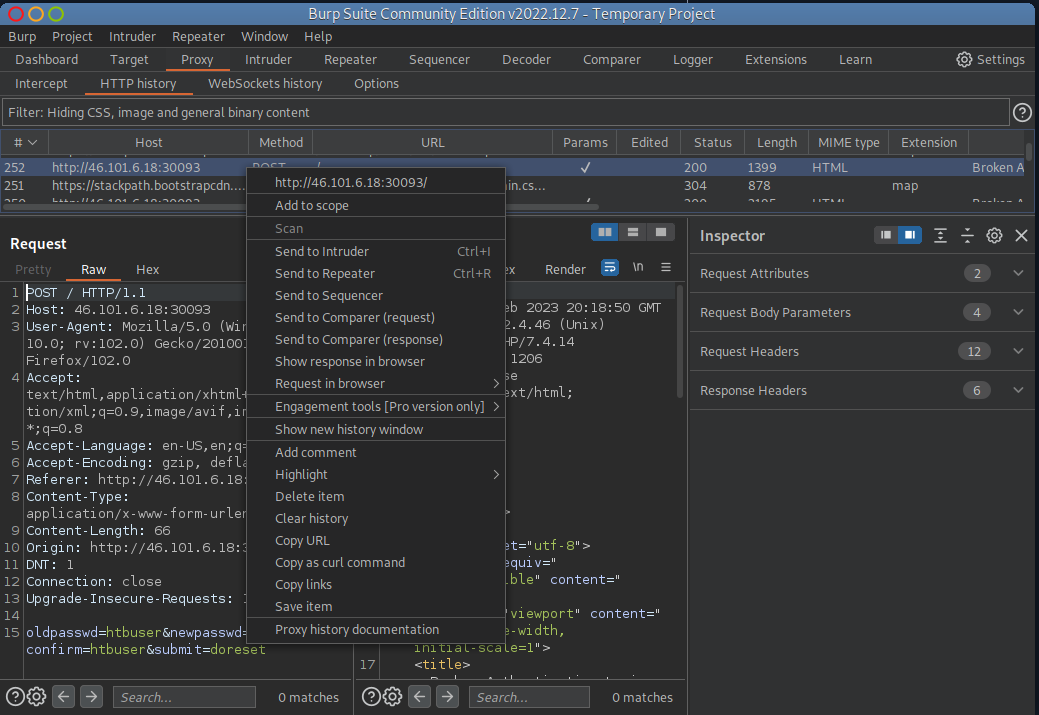 Burp Suite Community Edition v2022.12.7 - Temporary Project
Burp Project Intruder Repeater Window Help
Dashboard Target Proxy Intruder Repeater Sequencer Decoder Comparer Logger Extensions Learn Settings
Intercept HTTP history WebSockets history Options
Filter: Hiding CSS, image and general binary content
# Host Method URL Params Edited Status Length MIME type Extension
252 http://46.101.6.18:30093 POST / ✓ 200 1399 HTML Broken A
251 https://stackpath.bootstrapcdn.... in.cs... 304 878 map
250 http://46.101.6.18:30093 200 2185 HTML Broken A
Request
Pretty Raw Hex
1 POST / HTTP/1.1
2 Host: 46.101.6.18:30093
3 User-Agent: Mozilla/5.0 (Win
10.0; rv:102.0) Gecko/20100
Firefox/102.0
4 Accept:
text/html,application/xhtml+
tion/xml;q=0.9,image/avif,im
*;q=0.8
5 Accept-Language: en-US,en;q=
6 Accept-Encoding: gzip, defla
7 Referer: http://46.101.6.18:
8 Content-Type:
application/x-www-form-urlen
9 Content-Length: 66
10 Origin: http://46.101.6.18:3
11 DNT: 1
12 Connection: close
13 Upgrade-Insecure-Requests: 1
14
15 oldpasswd=htbuser&newpasswd=
confirm=htbuser&submit=doreset
Search... 0 matches
http://46.101.6.18:30093/
Add to scope
Scan
Send to Intruder Ctrl+I
Send to Repeater Ctrl+R
Send to Sequencer
Send to Comparer (request)
Send to Comparer (response)
Show response in browser
Request in browser
Engagement tools [Pro version only]
Show new history window
Add comment
Highlight
Delete item
Clear history
Copy URL
Copy as curl command
Copy links
Save item
Proxy history documentation
ex Render \n
eb 2023 20:18:50 GMT
2.4.46 (Unix)
HP/7.4.14
1206
se
ext/html;
>
et="utf-8">
equiv="
ible" content="
"viewport" content="
e-width,
initial-scale=1">
17 <title>
Search... 0 matches
Inspector
Request Attributes 2
Request Body Parameters 4
Request Headers 12
Response Headers 6